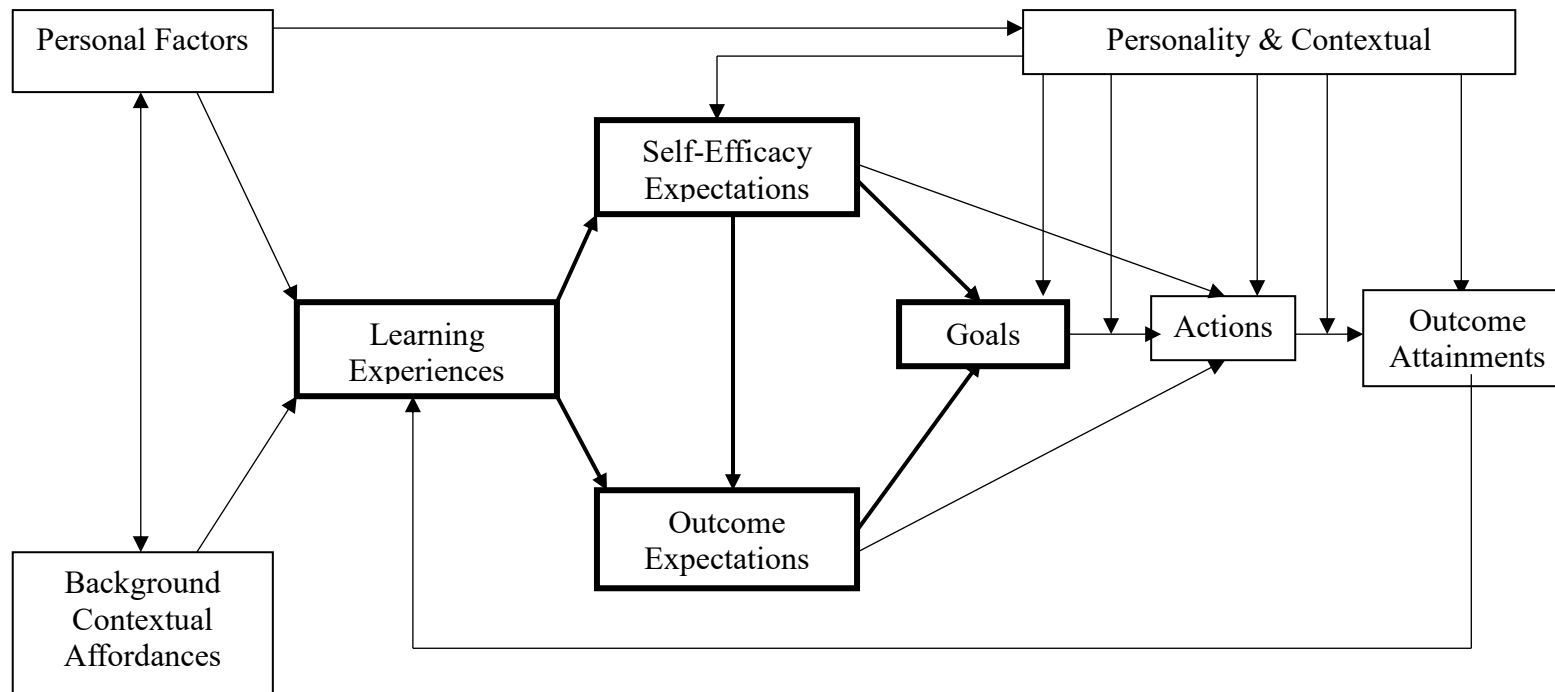 Personal Factors
Personality & Contextual
Self-Efficacy
Expectations
Learning
Experiences
Goals
Actions
Outcome
Attainments
Outcome
Expectations
Background
Contextual
Affordances